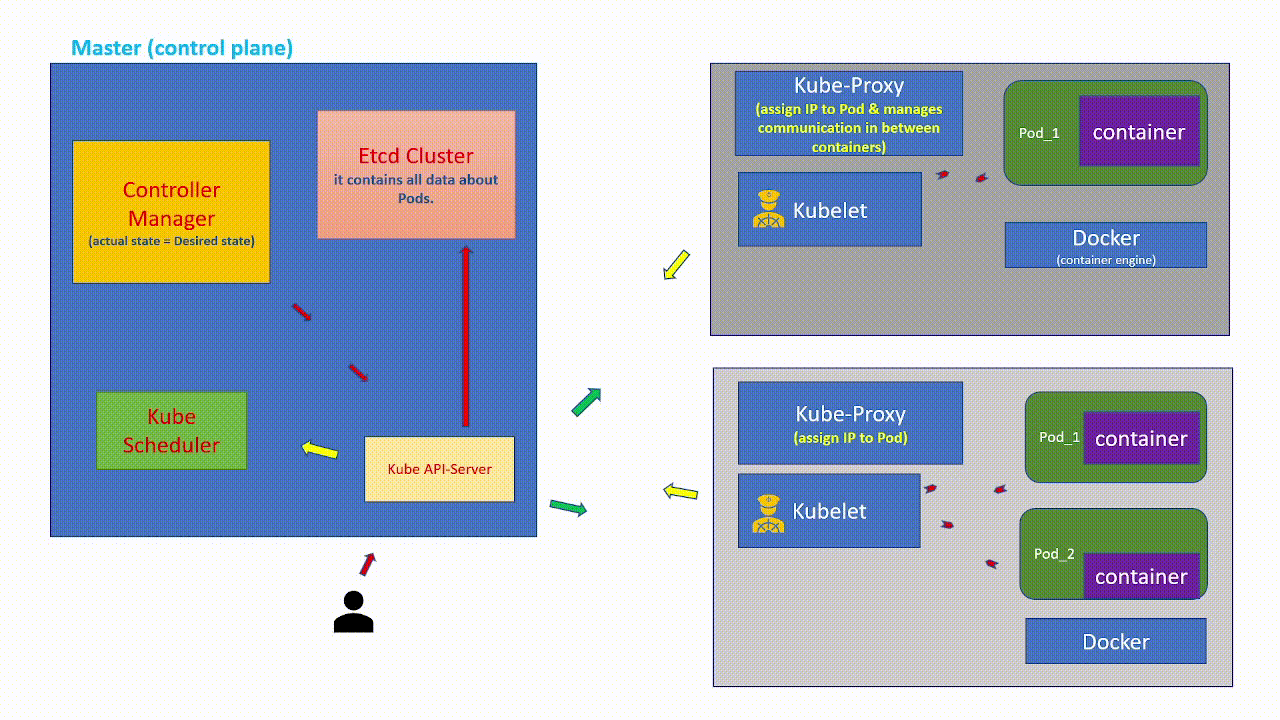 Master (control plane)
Controller
Manager
(actual state = Desired state)
Etcd Cluster
it contains all data about
Pods.
Kube
Scheduler
Kube API-Server
Kube-Proxy
(assign IP to Pod & manages
communication in between
containers)
Kubelet
Pod_1
container
Docker
(container engine)
Kube-Proxy
(assign IP to Pod)
Kubelet
Pod_1
container
Pod_2
container
Docker